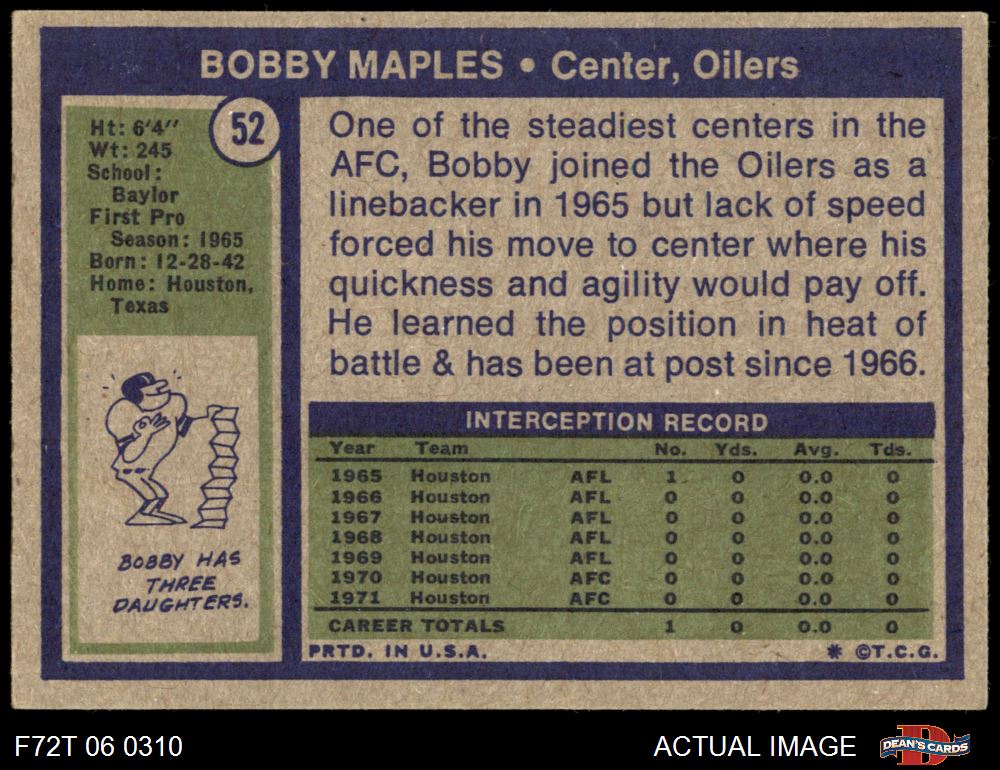 BOBBY MAPLES • Center, Oilers
52
Ht: 6'4"
Wt: 245
School:
Baylor
First Pro
Season: 1965
Born: 12-28-42
Home: Houston,
Texas
BOBBY HAS
THREE
DAUGHTERS.
One of the steadiest centers in the
AFC, Bobby joined the Oilers as a
linebacker in 1965 but lack of speed
forced his move to center where his
quickness and agility would pay off.
He learned the position in heat of
battle & has been at post since 1966.
INTERCEPTION RECORD
Year Team No. Yds. Avg. Tds.
1965 Houston AFL 1 0 0.0 0
1966 Houston AFL 0 0 0.0 0
1967 Houston AFL 0 0 0.0 0
1968 Houston AFL 0 0 0.0 0
1969 Houston AFL 0 0 0.0 0
1970 Houston AFC 0 0 0.0 0
1971 Houston AFC 0 0 0.0 0
CAREER TOTALS 1 0 0.0 0
PRTD. IN U.S.A. * ©T.C.G.
F72T 06 0310
ACTUAL IMAGE
D
DEAN'S CARDS